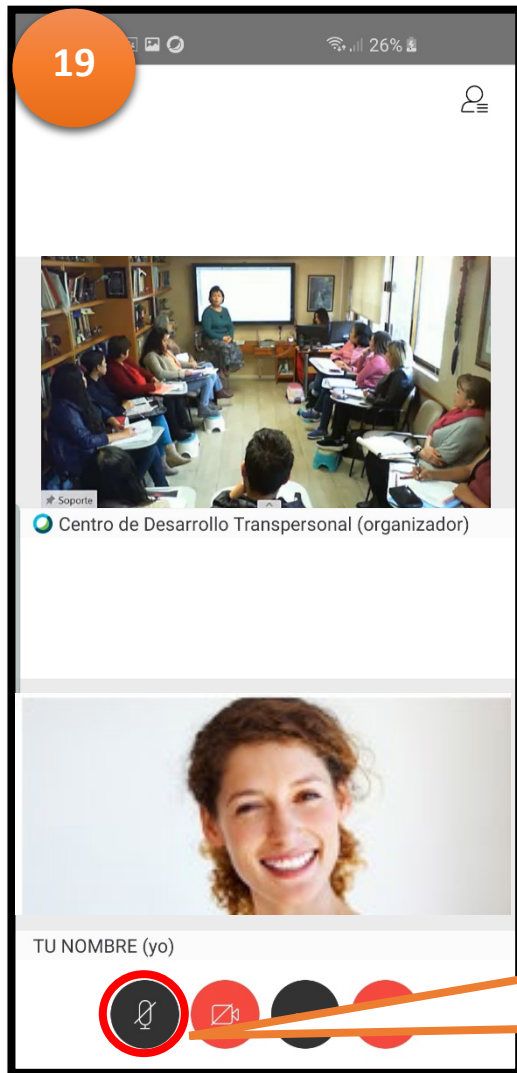 19
26%
Soporte
Centro de Desarrollo Transpersonal (organizador)
TU NOMBRE (yo)